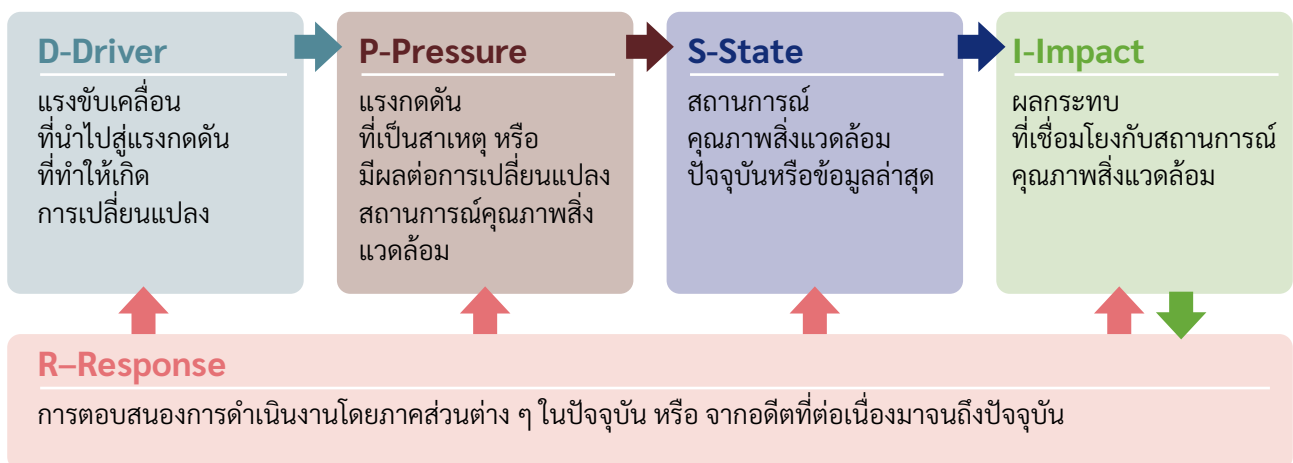 D-Driver
แรงขับเคลื่อน
ที่นำไปสู่แรงกดดัน
ที่ทำให้เกิด
การเปลี่ยนแปลง
P-Pressure
แรงกดดัน
ที่เป็นสาเหตุ หรือ
มีผลต่อการเปลี่ยนแปลง
สถานการณ์คุณภาพสิ่ง
แวดล้อม
S-State
สถานการณ์
คุณภาพสิ่งแวดล้อม
ปัจจุบันหรือข้อมูลล่าสุด
I-Impact
ผลกระทบ
ที่เชื่อมโยงกับสถานการณ์
คุณภาพสิ่งแวดล้อม
R–Response
การตอบสนองการดำเนินงานโดยภาคส่วนต่าง ๆ ในปัจจุบัน หรือ จากอดีตที่ต่อเนื่องมาจนถึงปัจจุบัน